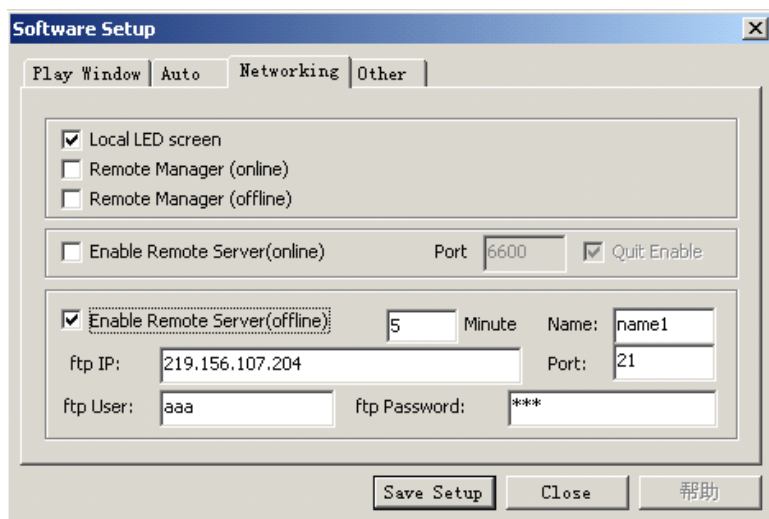 Software Setup
Play Window Auto Networking Other
Local LED screen
Remote Manager (online)
Remote Manager (offline)
Enable Remote Server(online) Port 6600 Quit Enable
Enable Remote Server(offline) 5 Minute Name: name1
ftp IP: 219.156.107.204 Port: 21
ftp User: aaa ftp Password: ***
Save Setup Close 帮助